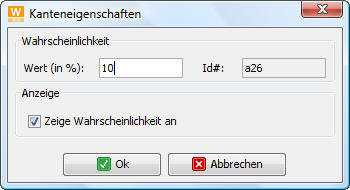 Kanteneigenschaften
Wahrscheinlichkeit
Wert (in %): 10 Id#: a26
Anzeige
Zeige Wahrscheinlichkeit an
Ok Abbrechen